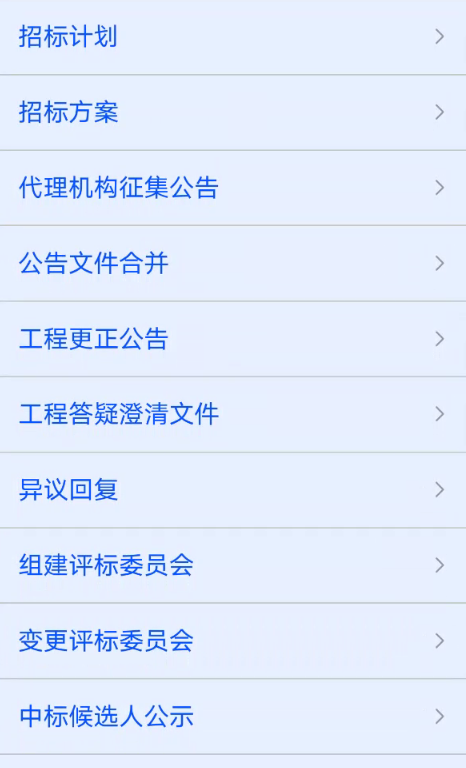 招标计划
招标方案
代理机构征集公告
公告文件合并
工程更正公告
工程答疑澄清文件
异议回复
组建评标委员会
变更评标委员会
中标候选人公示